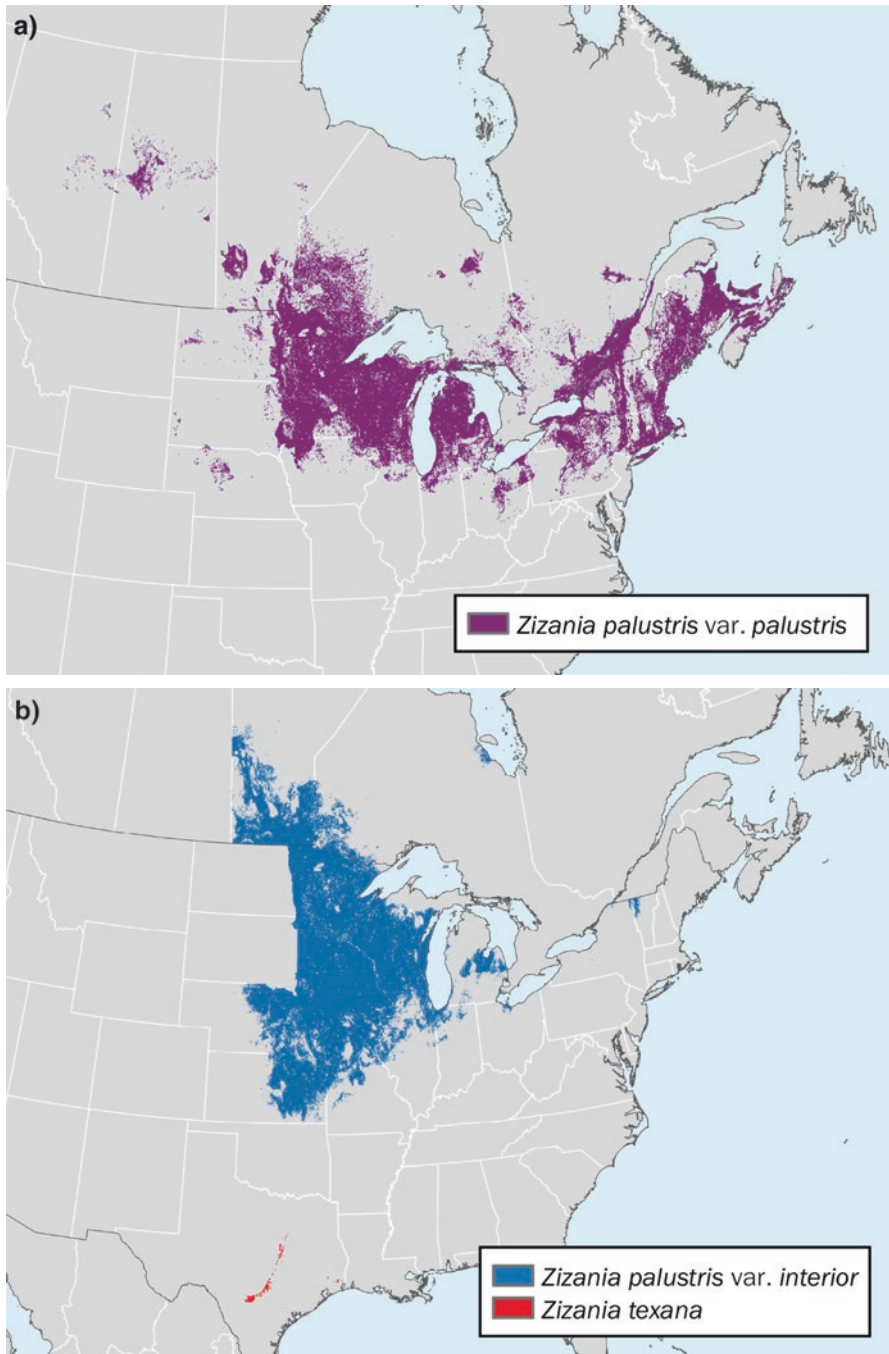 a)
Zizania palustris var. palustris
b)
Zizania palustris var. interior
Zizania texana